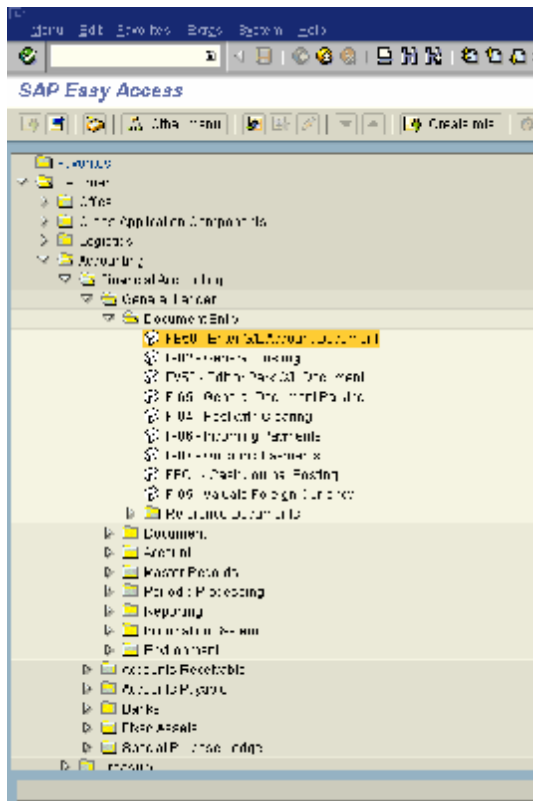 Menu Edit Favorites Extras System Help
SAP Easy Access
Other menu Create role
Favorites
Office
Cross Application Components
Logistics
Accounting
Financial Accounting
General Ledger
Document Entry
FB50 - Enter G/L Account Document
F-02 - General Posting
FV50 - Edit or Park G/L Document
F-65 - General Document Parking
F-04 - Post with Clearing
F-06 - Incoming Payments
F-07 - Outgoing Payments
- Cash Journal Posting
F-05 - Valuate Foreign Currency
Reference Documents
Document
Account
Master Records
Periodic Processing
Reporting
Information System
Environment
Accounts Receivable
Accounts Payable
Banks
Fixed Assets
Special Purpose Ledger
Treasury